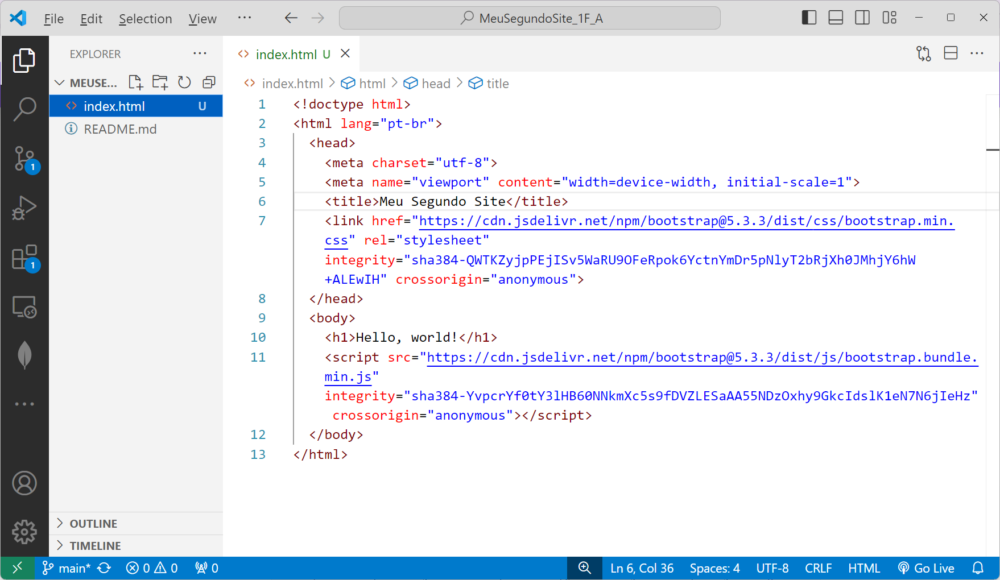 File Edit Selection View ··· MeuSegundoSite_1F_A
EXPLORER ···
MEUSE...
index.html U
README.md
1
1
OUTLINE
TIMELINE
index.html U
index.html > html > head > title
1 <!doctype html>
2 <html lang="pt-br">
3 <head>
4 <meta charset="utf-8">
5 <meta name="viewport" content="width=device-width, initial-scale=1">
6 <title>Meu Segundo Site</title>
7 <link href="https://cdn.jsdelivr.net/npm/bootstrap@5.3.3/dist/css/bootstrap.min.
css" rel="stylesheet"
integrity="sha384-QWTKZyjpPEjISv5WaRU9OFeRpok6YctnYmDr5pNlyT2bRjXh0JMhjY6hW
+ALEwIH" crossorigin="anonymous">
8 </head>
9 <body>
10 <h1>Hello, world!</h1>
11 <script src="https://cdn.jsdelivr.net/npm/bootstrap@5.3.3/dist/js/bootstrap.bundle.
min.js"
integrity="sha384-YvpcrYf0tY3lHB60NNkmXc5s9fDVZLESaAA55NDzOxhy9GkcIdslK1eN7N6jIeHz"
crossorigin="anonymous"></script>
12 </body>
13 </html>
main* 0 0 0 Ln 6, Col 36 Spaces: 4 UTF-8 CRLF HTML Go Live